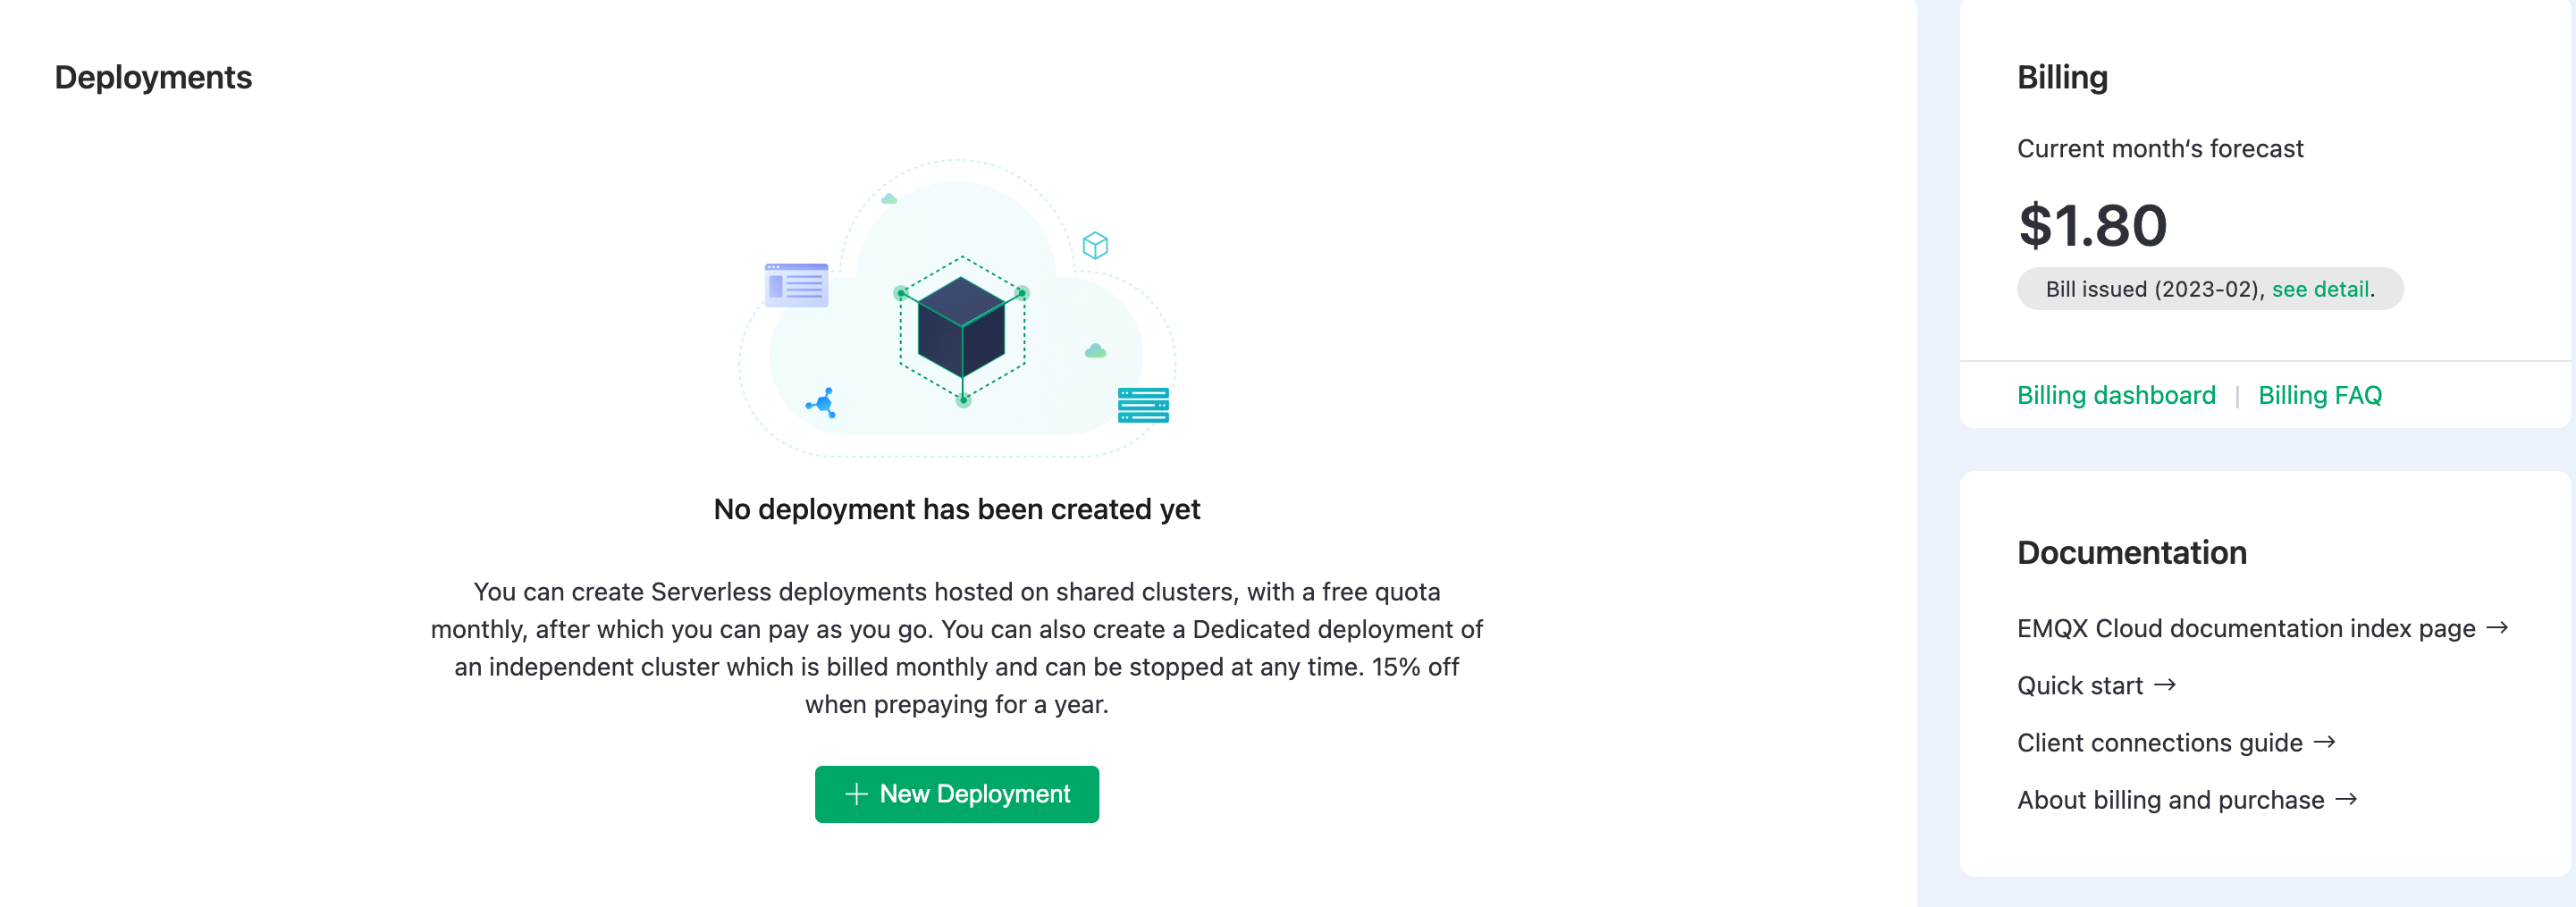 Deployments
No deployment has been created yet
You can create Serverless deployments hosted on shared clusters, with a free quota
monthly, after which you can pay as you go. You can also create a Dedicated deployment of
an independent cluster which is billed monthly and can be stopped at any time. 15% off
when prepaying for a year.
New Deployment
Billing
Current month‘s forecast
$1.80
Bill issued (2023-02), see detail.
Billing dashboard | Billing FAQ
Documentation
EMQX Cloud documentation index page →
Quick start →
Client connections guide →
About billing and purchase →